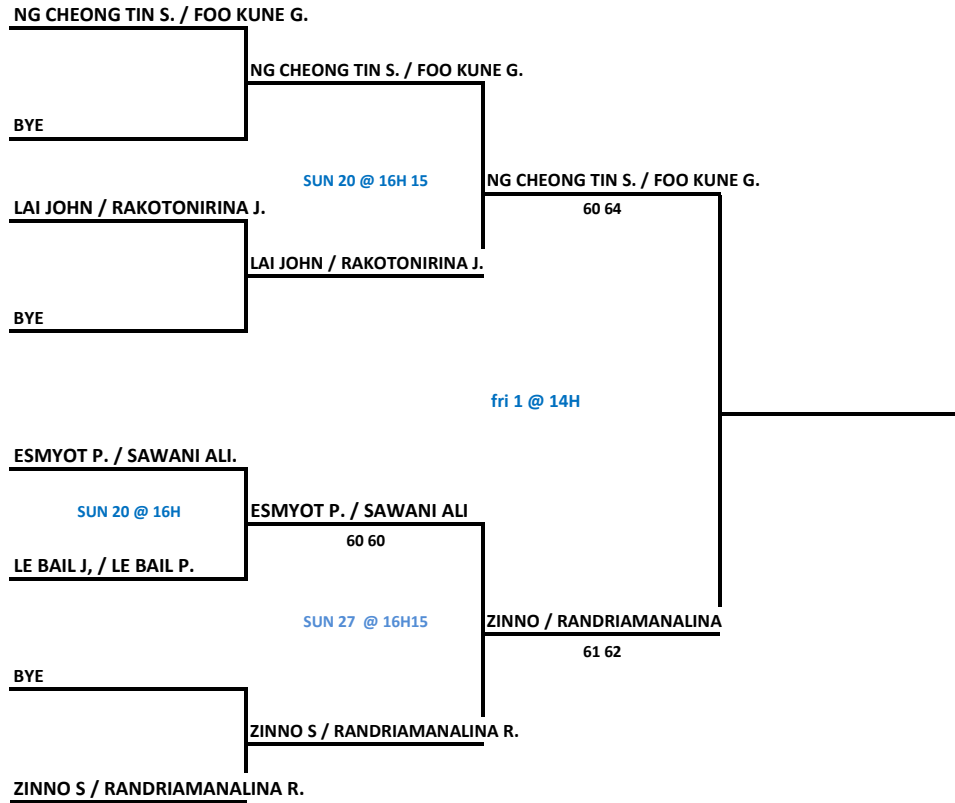 NG CHEONG TIN S. / FOO KUNE G.
NG CHEONG TIN S. / FOO KUNE G.
BYE
SUN 20 @ 16H 15
NG CHEONG TIN S. / FOO KUNE G.
LAI JOHN / RAKOTONIRINA J.
60 64
LAI JOHN / RAKOTONIRINA J.
BYE
fri 1 @ 14H
ESMYOT P. / SAWANI ALI.
SUN 20 @ 16H
ESMYOT P. / SAWANI ALI
60 60
LE BAIL J, / LE BAIL P.
SUN 27 @ 16H15
ZINNO / RANDRIAMANALINA
61 62
BYE
ZINNO S / RANDRIAMANALINA R.
ZINNO S / RANDRIAMANALINA R.